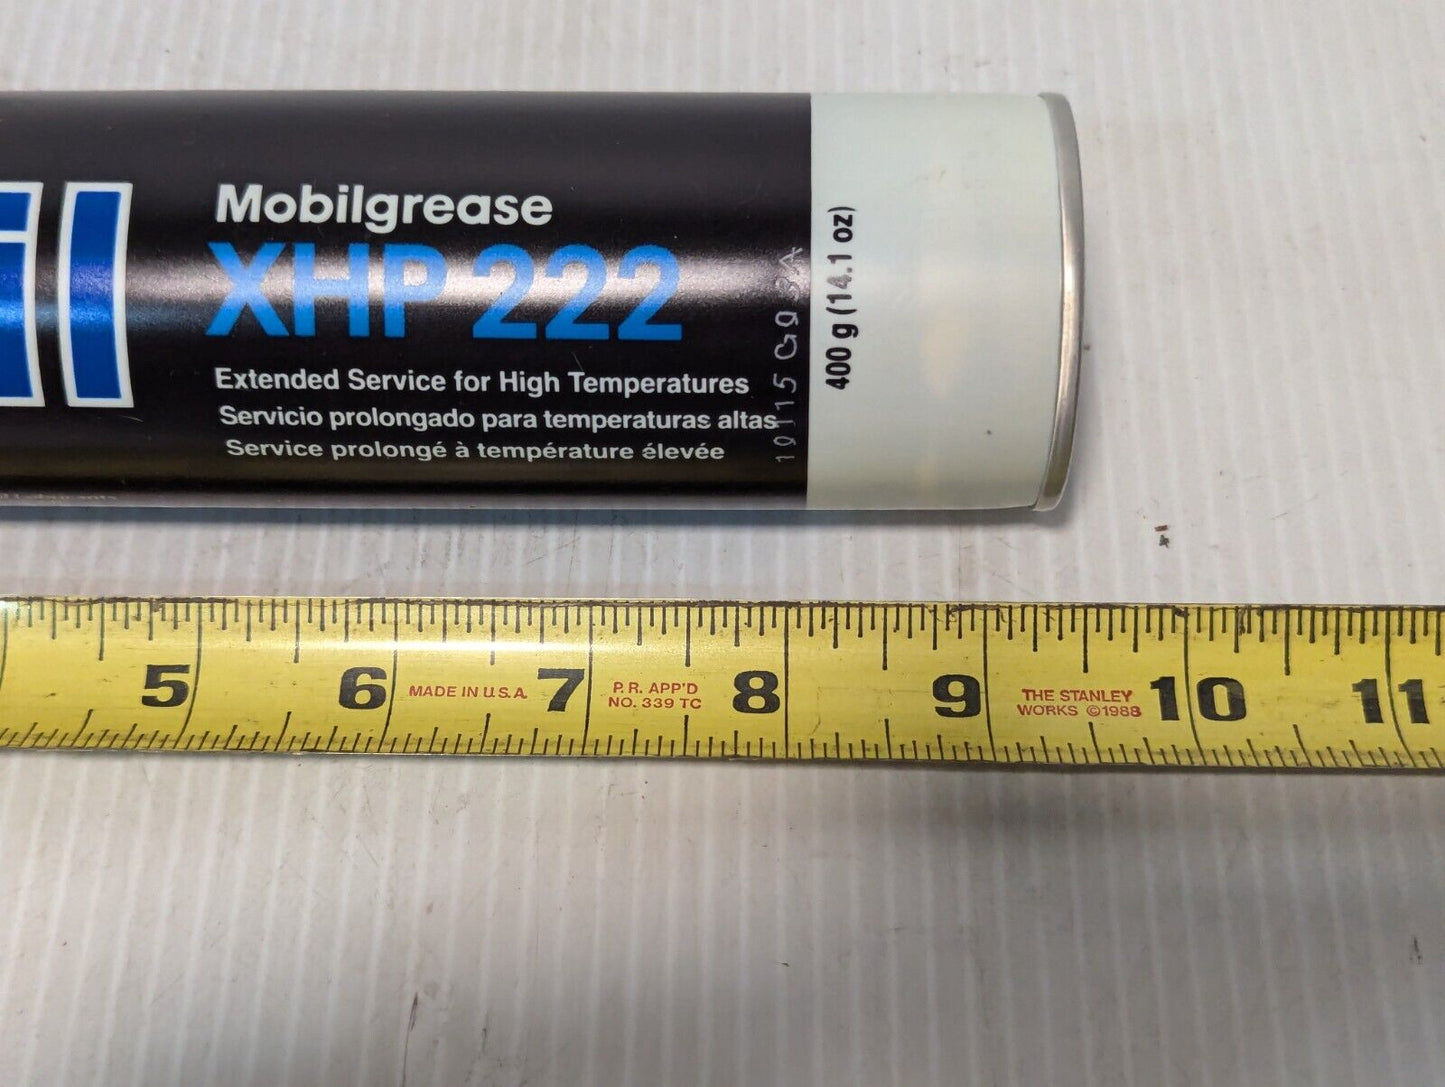 il
Mobilgrease
XHP 222
Extended Service for High Temperatures
Servicio prolongado para temperaturas altas
Service prolongé à température élevée
400 g (14.1 oz)
5 6 7 8 9 10 11
MADE IN U.S.A.
P.R. APP'D
NO. 339 TC
THE STANLEY
WORKS ©1988